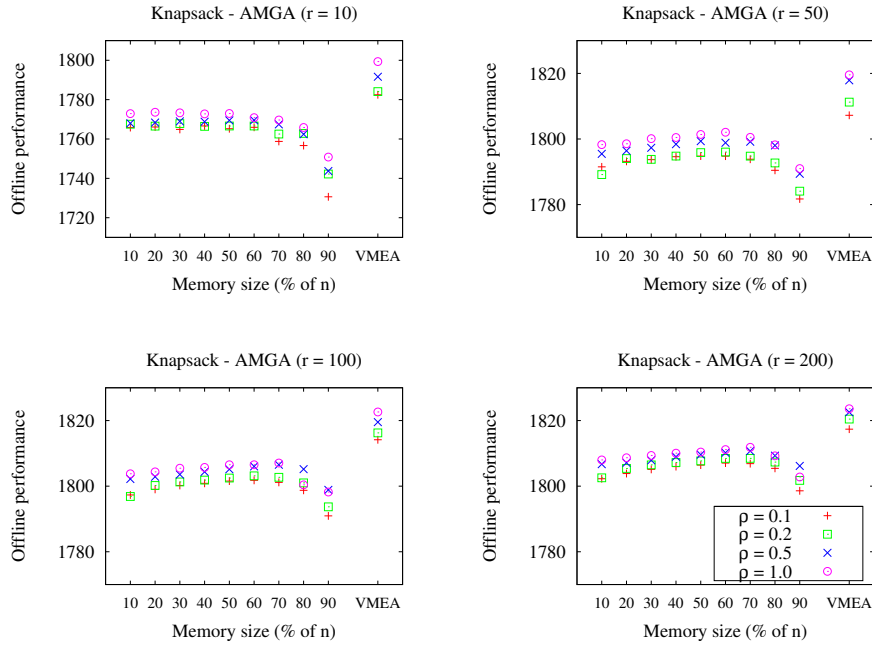 Knapsack - AMGA (r = 10)
Offline performance
1800
1780
1760
1740
1720
10 20 30 40 50 60 70 80 90 VMEA
Memory size (% of n)
Knapsack - AMGA (r = 50)
Offline performance
1820
1800
1780
10 20 30 40 50 60 70 80 90 VMEA
Memory size (% of n)
Knapsack - AMGA (r = 100)
Offline performance
1820
1800
1780
10 20 30 40 50 60 70 80 90 VMEA
Memory size (% of n)
Knapsack - AMGA (r = 200)
Offline performance
1820
1800
1780
10 20 30 40 50 60 70 80 90 VMEA
Memory size (% of n)
ρ = 0.1
ρ = 0.2
ρ = 0.5
ρ = 1.0